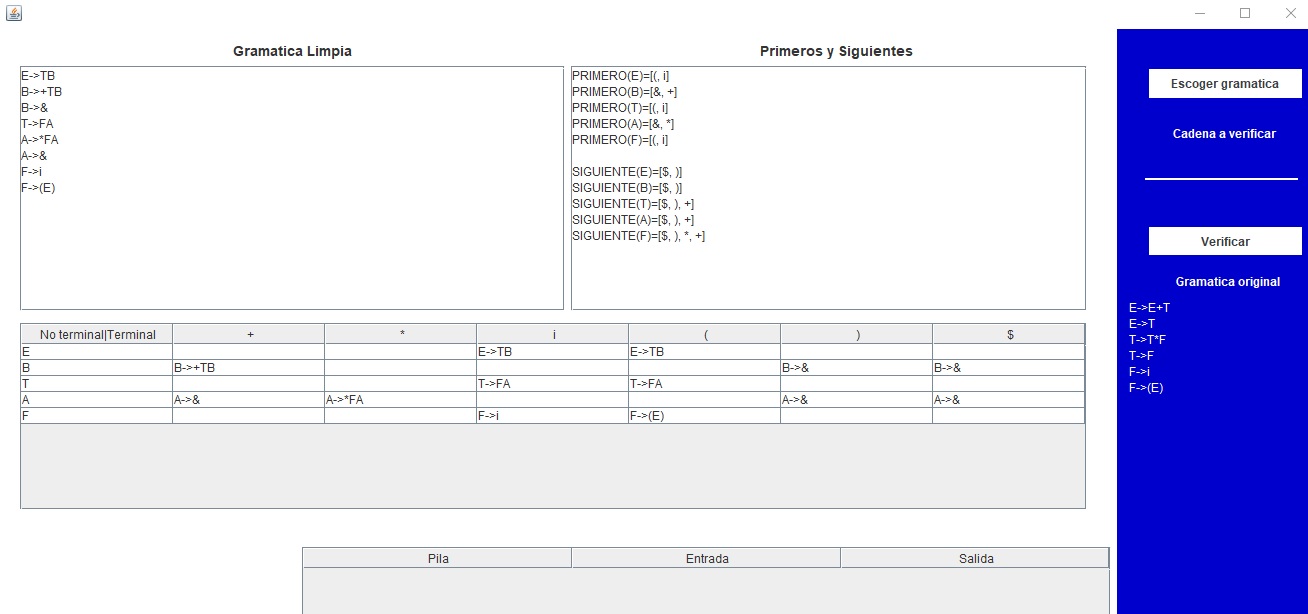 Gramatica Limpia
E->TB
B->+TB
B->&
T->FA
A->*FA
A->&
F->i
F->(E)
Primeros y Siguientes
PRIMERO(E)=[(, i]
PRIMERO(B)=[&, +]
PRIMERO(T)=[(, i]
PRIMERO(A)=[&, *]
PRIMERO(F)=[(, i]
SIGUIENTE(E)=[$, )]
SIGUIENTE(B)=[$, )]
SIGUIENTE(T)=[$, ), +]
SIGUIENTE(A)=[$, ), +]
SIGUIENTE(F)=[$, ), *, +]
No terminal|Terminal + * i ( ) $
E E->TB E->TB
B B->+TB B->& B->&
T T->FA T->FA
A A->& A->*FA A->& A->&
F F->i F->(E)
Pila Entrada Salida
Escoger gramatica
Cadena a verificar
Verificar
Gramatica original
E->E+T
E->T
T->T*F
T->F
F->i
F->(E)